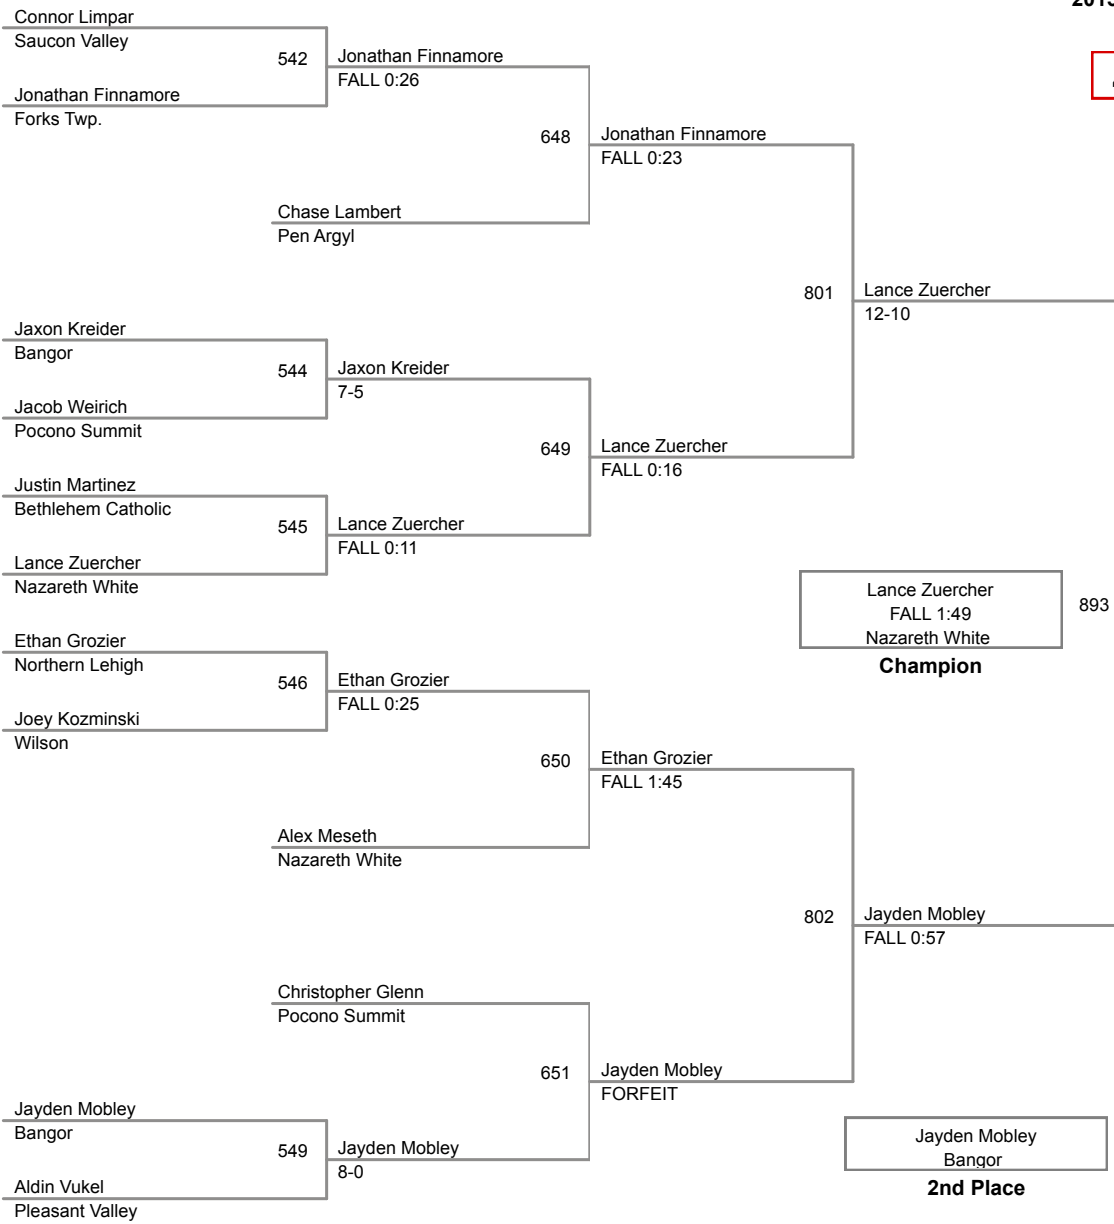 2015
Connor Limpar
Saucon Valley
542
Jonathan Finnamore
FALL 0:26
Jonathan Finnamore
Forks Twp.
648
Jonathan Finnamore
FALL 0:23
Chase Lambert
Pen Argyl
801
Lance Zuercher
12-10
Jaxon Kreider
Bangor
544
Jaxon Kreider
7-5
Jacob Weirich
Pocono Summit
649
Lance Zuercher
FALL 0:16
Justin Martinez
Bethlehem Catholic
545
Lance Zuercher
FALL 0:11
Lance Zuercher
Nazareth White
Lance Zuercher
FALL 1:49
Nazareth White
893
Champion
Ethan Grozier
Northern Lehigh
546
Ethan Grozier
FALL 0:25
Joey Kozminski
Wilson
650
Ethan Grozier
FALL 1:45
Alex Meseth
Nazareth White
802
Jayden Mobley
FALL 0:57
Christopher Glenn
Pocono Summit
651
Jayden Mobley
FORFEIT
Jayden Mobley
Bangor
549
Jayden Mobley
8-0
Aldin Vukel
Pleasant Valley
Jayden Mobley
Bangor
2nd Place